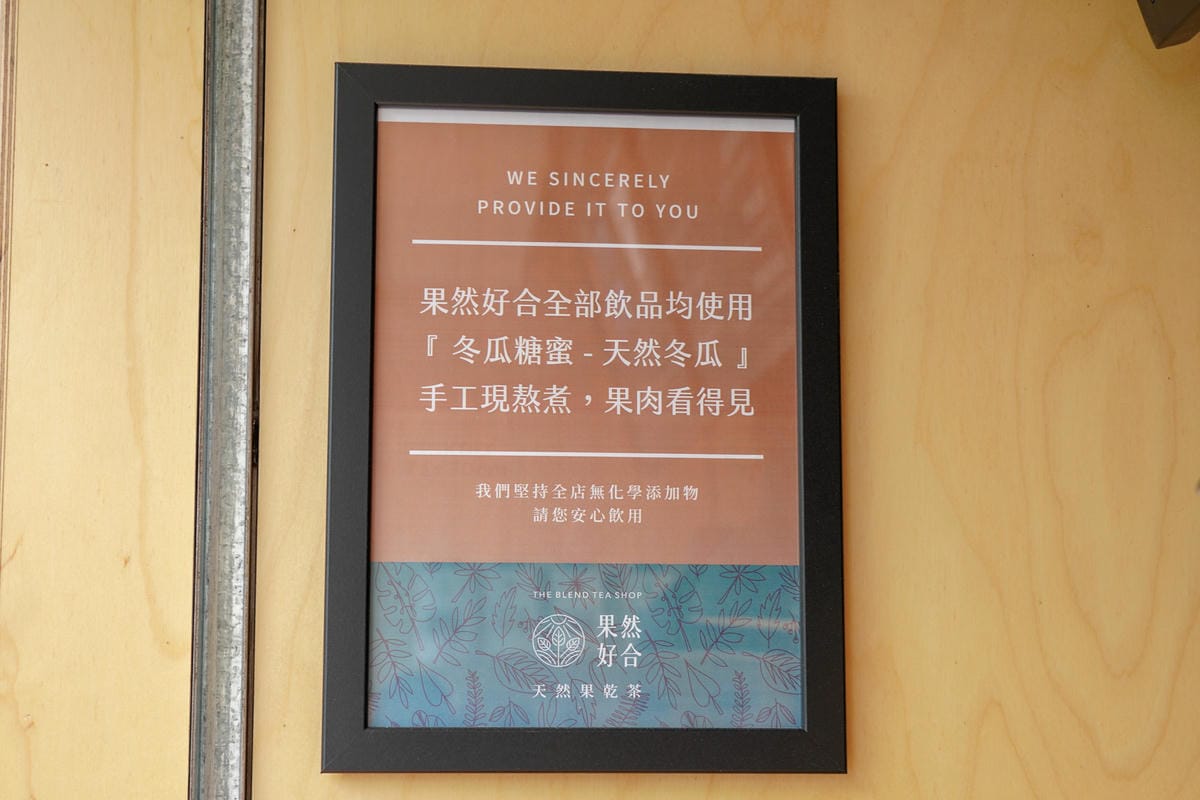 WE SINCERELY
PROVIDE IT TO YOU
果然好合全部飲品均使用
『 冬瓜糖蜜 - 天然冬瓜 』
手工現熬煮，果肉看得見
我們堅持全店無化學添加物
請您安心飲用
THE BLEND TEA SHOP
果然
好合
天然果乾茶